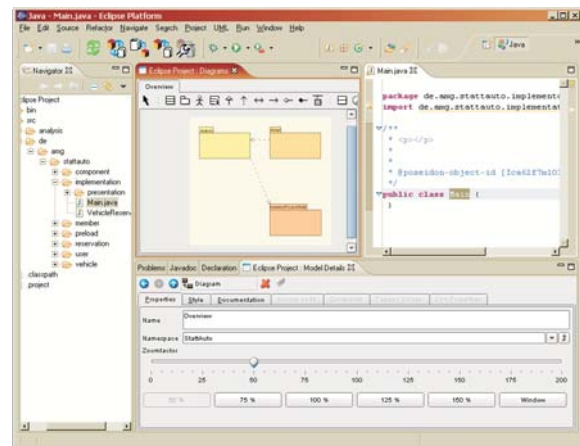 Java - Main.java - Eclipse Platform
File Edit Source Refactor Navigate Search Project UML Run Window Help
Java
Navigator
Eclipse Project : Diagrams
Main.java
Overview
lipse Project
bin
src
analysis
de
amg
stattauto
component
implementation
presentation
Main.java
VehicleReserv
member
preload
reservation
user
vehicle
classpath
project
package de.amg.stattauto.implement
import de.amg.stattauto.implementat
/**
* <p></p>
*
*
* @poseidon-object-id
*/
public class Main {
}
Problems Javadoc Declaration Eclipse Project : Model Details
Diagram
Properties Style Documentation
Name Overview
Namespace StattAuto
Zoomfactor
0 25 50 75 100 125 150 175 200
50 % 75 % 100 % 125 % 150 % Window